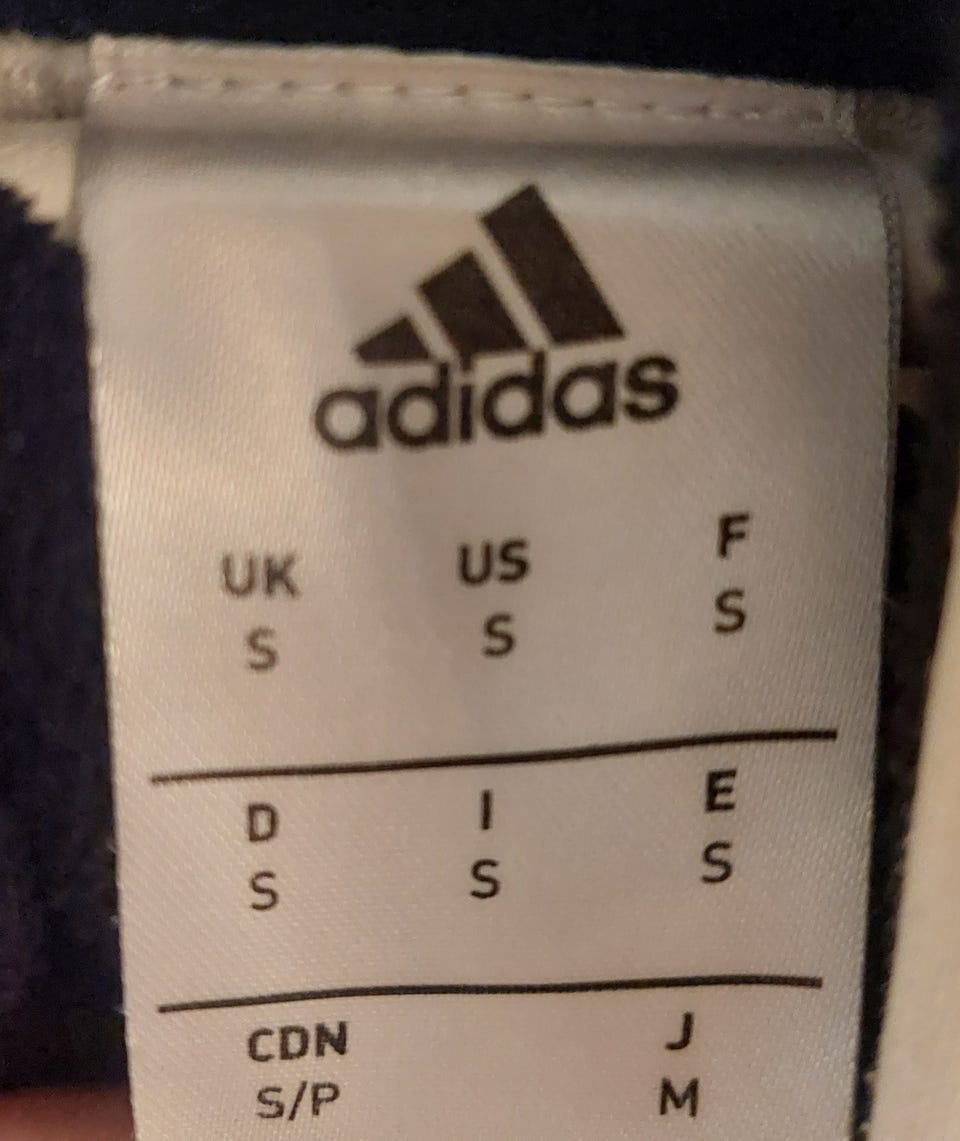 adidas
UK US F
S S S
D I E
S S S
CDN J
S/P M